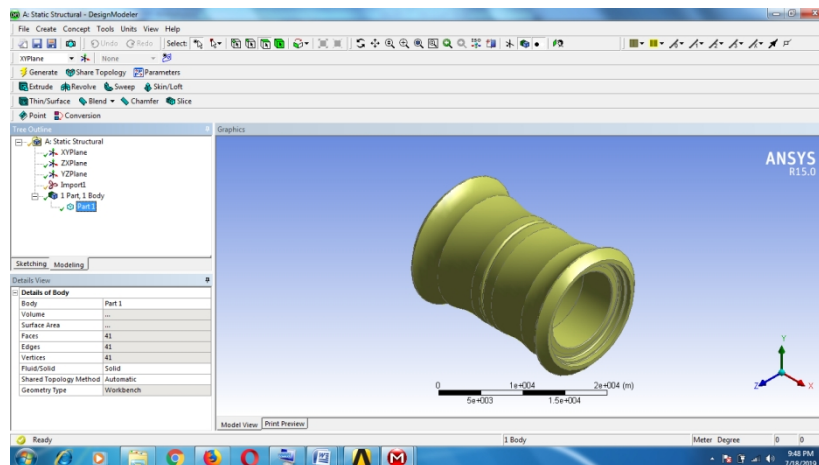 A: Static Structural - DesignModeler
File Create Concept Tools Units View Help
Undo Redo Select:
XYPlane None
Generate Share Topology Parameters
Extrude Revolve Sweep Skin/Loft
Thin/Surface Blend Chamfer Slice
Point Conversion
Tree Outline
A: Static Structural
XYPlane
ZXPlane
YZPlane
Import1
1 Part, 1 Body
Part 1
Sketching Modeling
Details View
Details of Body
Body Part 1
Volume ...
Surface Area ...
Faces 41
Edges 41
Vertices 41
Fluid/Solid Solid
Shared Topology Method Automatic
Geometry Type Workbench
Graphics
ANSYS
R15.0
Y
Z X
0 1e+004 2e+004 (m)
5e+003 1.5e+004
Model View Print Preview
Ready 1 Body Meter Degree 0 0
9:48 PM
7/18/2019